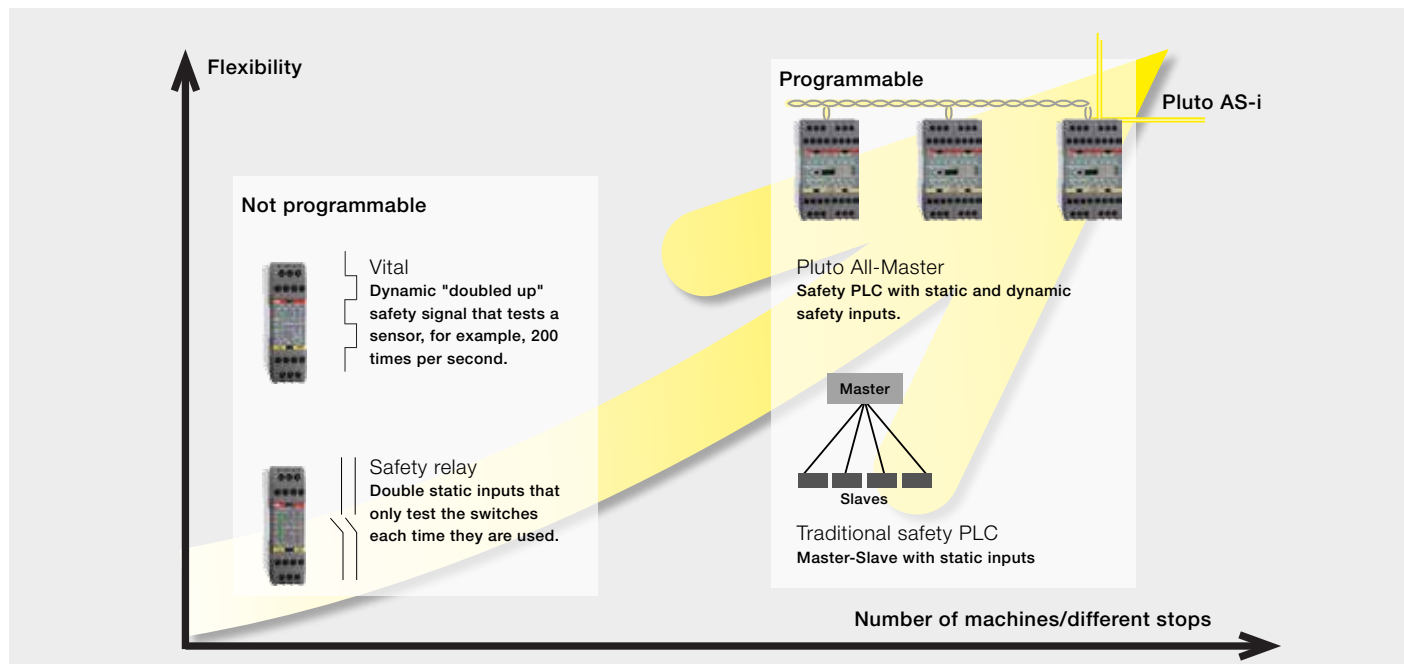 Flexibility
Programmable
Pluto AS-i
Not programmable
Vital
Dynamic "doubled up"
safety signal that tests a
sensor, for example, 200
times per second.
Pluto All-Master
Safety PLC with static and dynamic
safety inputs.
Master
Safety relay
Double static inputs that
only test the switches
each time they are used.
Slaves
Traditional safety PLC
Master-Slave with static inputs
Number of machines/different stops